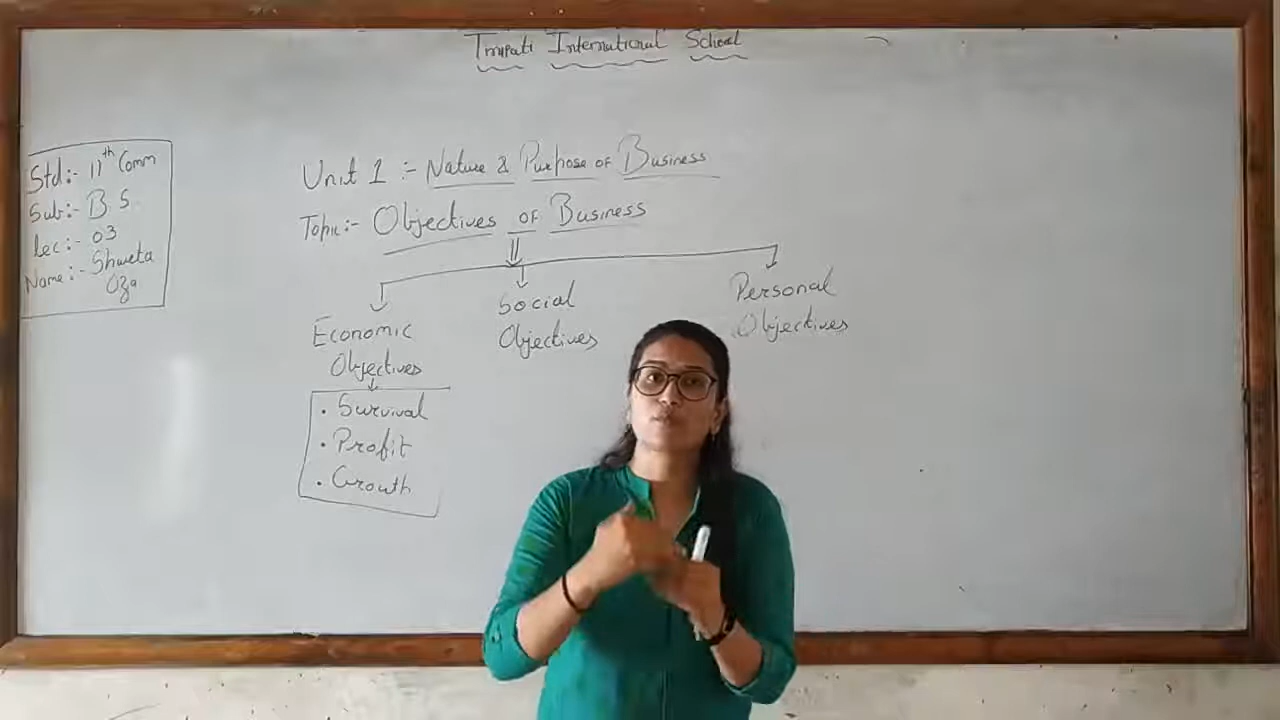 Tirupati International School
Std:- 11th Comm
Sub:- B S.
Lec:- 03
Name:- Shweta
Oza
Unit 1 :- Nature & Purpose of Business
Topic:- Objectives of Business
Economic
Objectives
• Survival
• Profit
• Growth
Social
Objectives
Personal
Objectives